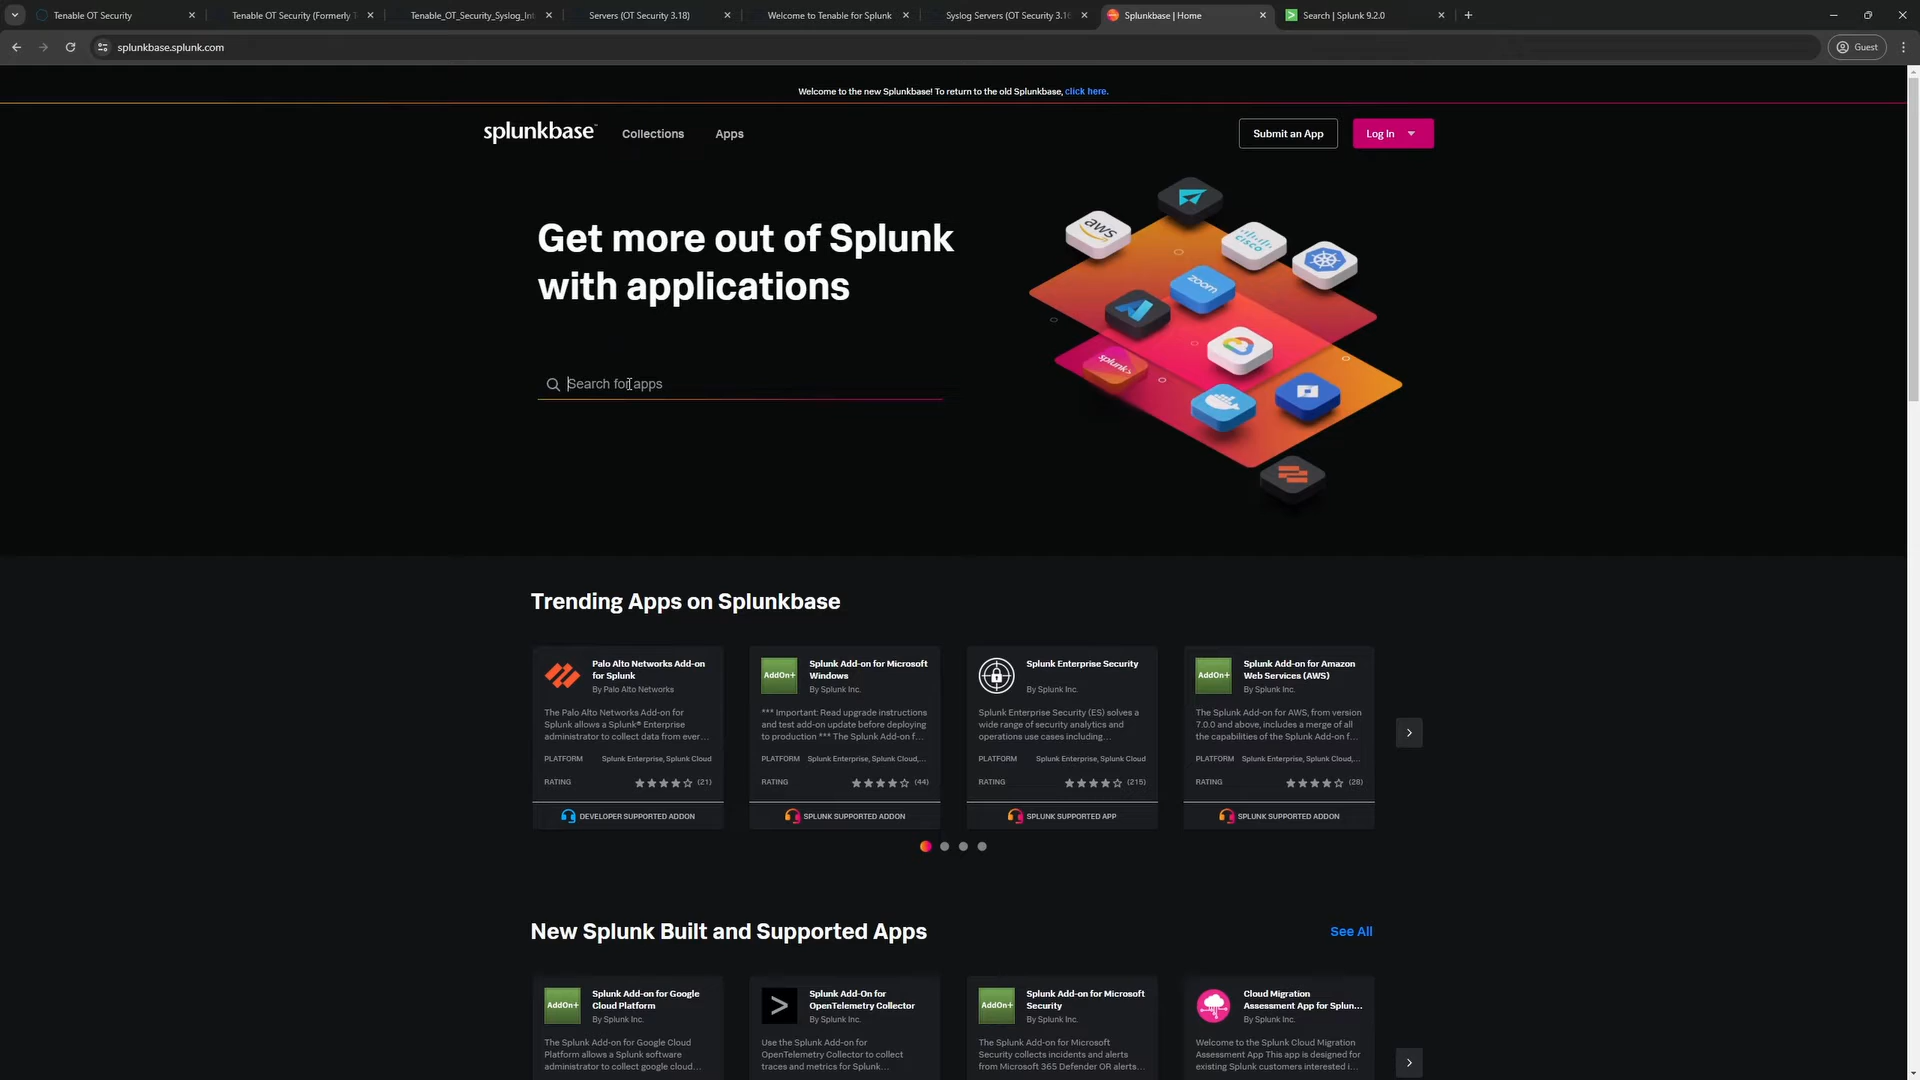 Tenable OT Security
Tenable OT Security (Formerly T
Tenable_OT_Security_Syslog_Int
Servers (OT Security 3.18)
Welcome to Tenable for Splunk
Syslog Servers (OT Security 3.16
Splunkbase | Home
Search | Splunk 9.2.0
splunkbase.splunk.com
Guest
Welcome to the new Splunkbase! To return to the old Splunkbase, click here.
splunkbase
Collections
Apps
Submit an App
Log In
Get more out of Splunk
with applications
Search for apps
aws
CISCO
zoom
splunk>
Trending Apps on Splunkbase
Palo Alto Networks Add-on
for Splunk
By Palo Alto Networks
The Palo Alto Networks Add-on for
Splunk allows a Splunk® Enterprise
administrator to collect data from ever...
PLATFORM Splunk Enterprise, Splunk Cloud
RATING (21)
DEVELOPER SUPPORTED ADDON
AddOn+
Splunk Add-on for Microsoft
Windows
By Splunk Inc.
*** Important: Read upgrade instructions
and test add-on update before deploying
to production *** The Splunk Add-on f...
PLATFORM Splunk Enterprise, Splunk Cloud,...
RATING (44)
SPLUNK SUPPORTED ADDON
Splunk Enterprise Security
By Splunk Inc.
Splunk Enterprise Security (ES) solves a
wide range of security analytics and
operations use cases including...
PLATFORM Splunk Enterprise, Splunk Cloud
RATING (215)
SPLUNK SUPPORTED APP
AddOn+
Splunk Add-on for Amazon
Web Services (AWS)
By Splunk Inc.
The Splunk Add-on for AWS, from version
7.0.0 and above, includes a merge of all
the capabilities of the Splunk Add-on f...
PLATFORM Splunk Enterprise, Splunk Cloud,...
RATING (28)
SPLUNK SUPPORTED ADDON
New Splunk Built and Supported Apps
See All
AddOn+
Splunk Add-on for Google
Cloud Platform
By Splunk Inc.
The Splunk Add-on for Google Cloud
Platform allows a Splunk software
administrator to collect google cloud...
Splunk Add-On for
OpenTelemetry Collector
By Splunk Inc.
Use the Splunk Add-on for
OpenTelemetry Collector to collect
traces and metrics for Splunk...
AddOn+
Splunk Add-on for Microsoft
Security
By Splunk Inc.
The Splunk Add-on for Microsoft
Security collects incidents and alerts
from Microsoft 365 Defender OR alerts...
Cloud Migration
Assessment App for Splun...
By Splunk Inc.
Welcome to the Splunk Cloud Migration
Assessment App This app is designed for
existing Splunk customers interested i...